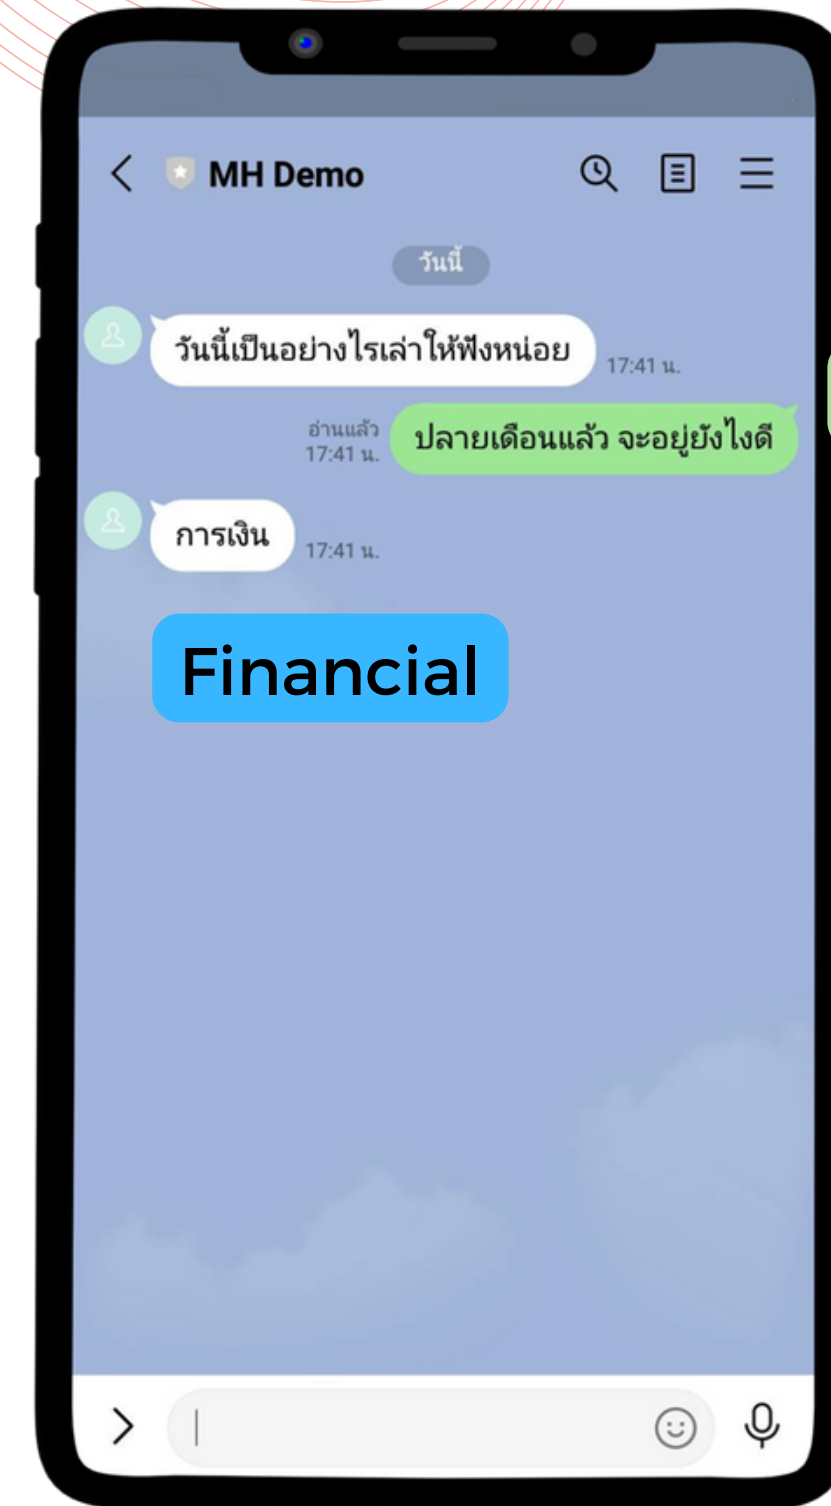 MH Demo
วันนี้
วันนี้เป็นอย่างไรเล่าให้ฟังหน่อย
17:41 น.
อ่านแล้ว
17:41 น.
ปลายเดือนแล้ว จะอยู่ยังไงดี
การเงิน
17:41 น.
Financial